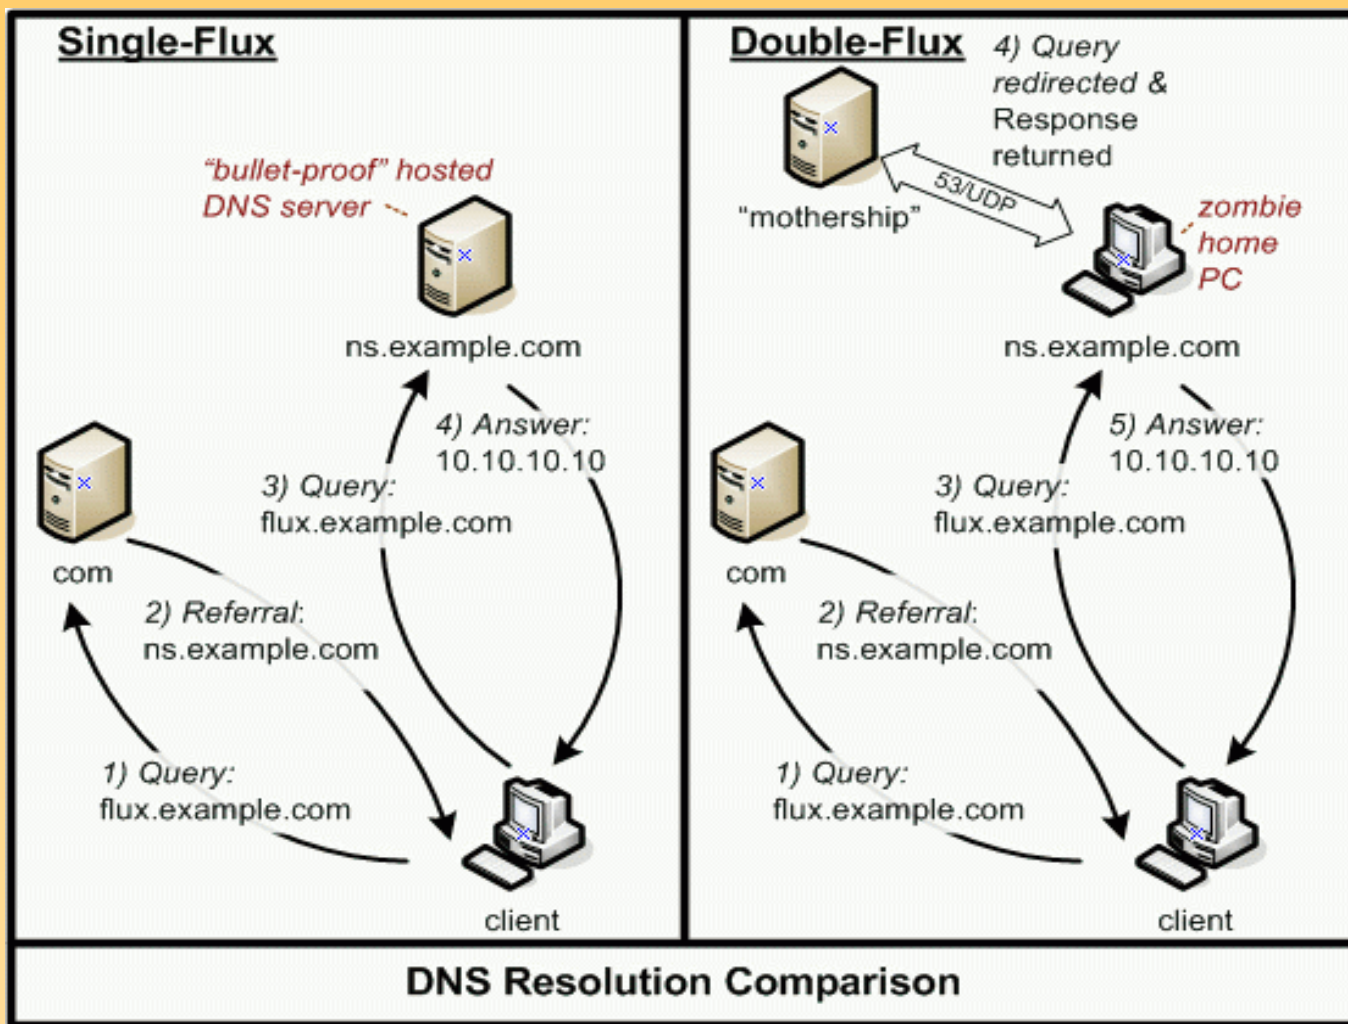 Single-Flux
"bullet-proof" hosted
DNS server
ns.example.com
4) Answer:
10.10.10.10
3) Query:
flux.example.com
com
2) Referral:
ns.example.com
1) Query:
flux.example.com
client
Double-Flux
4) Query
redirected &
Response
returned
53/UDP
"mothership"
zombie
home
PC
ns.example.com
5) Answer:
10.10.10.10
3) Query:
flux.example.com
com
2) Referral:
ns.example.com
1) Query:
flux.example.com
client
DNS Resolution Comparison